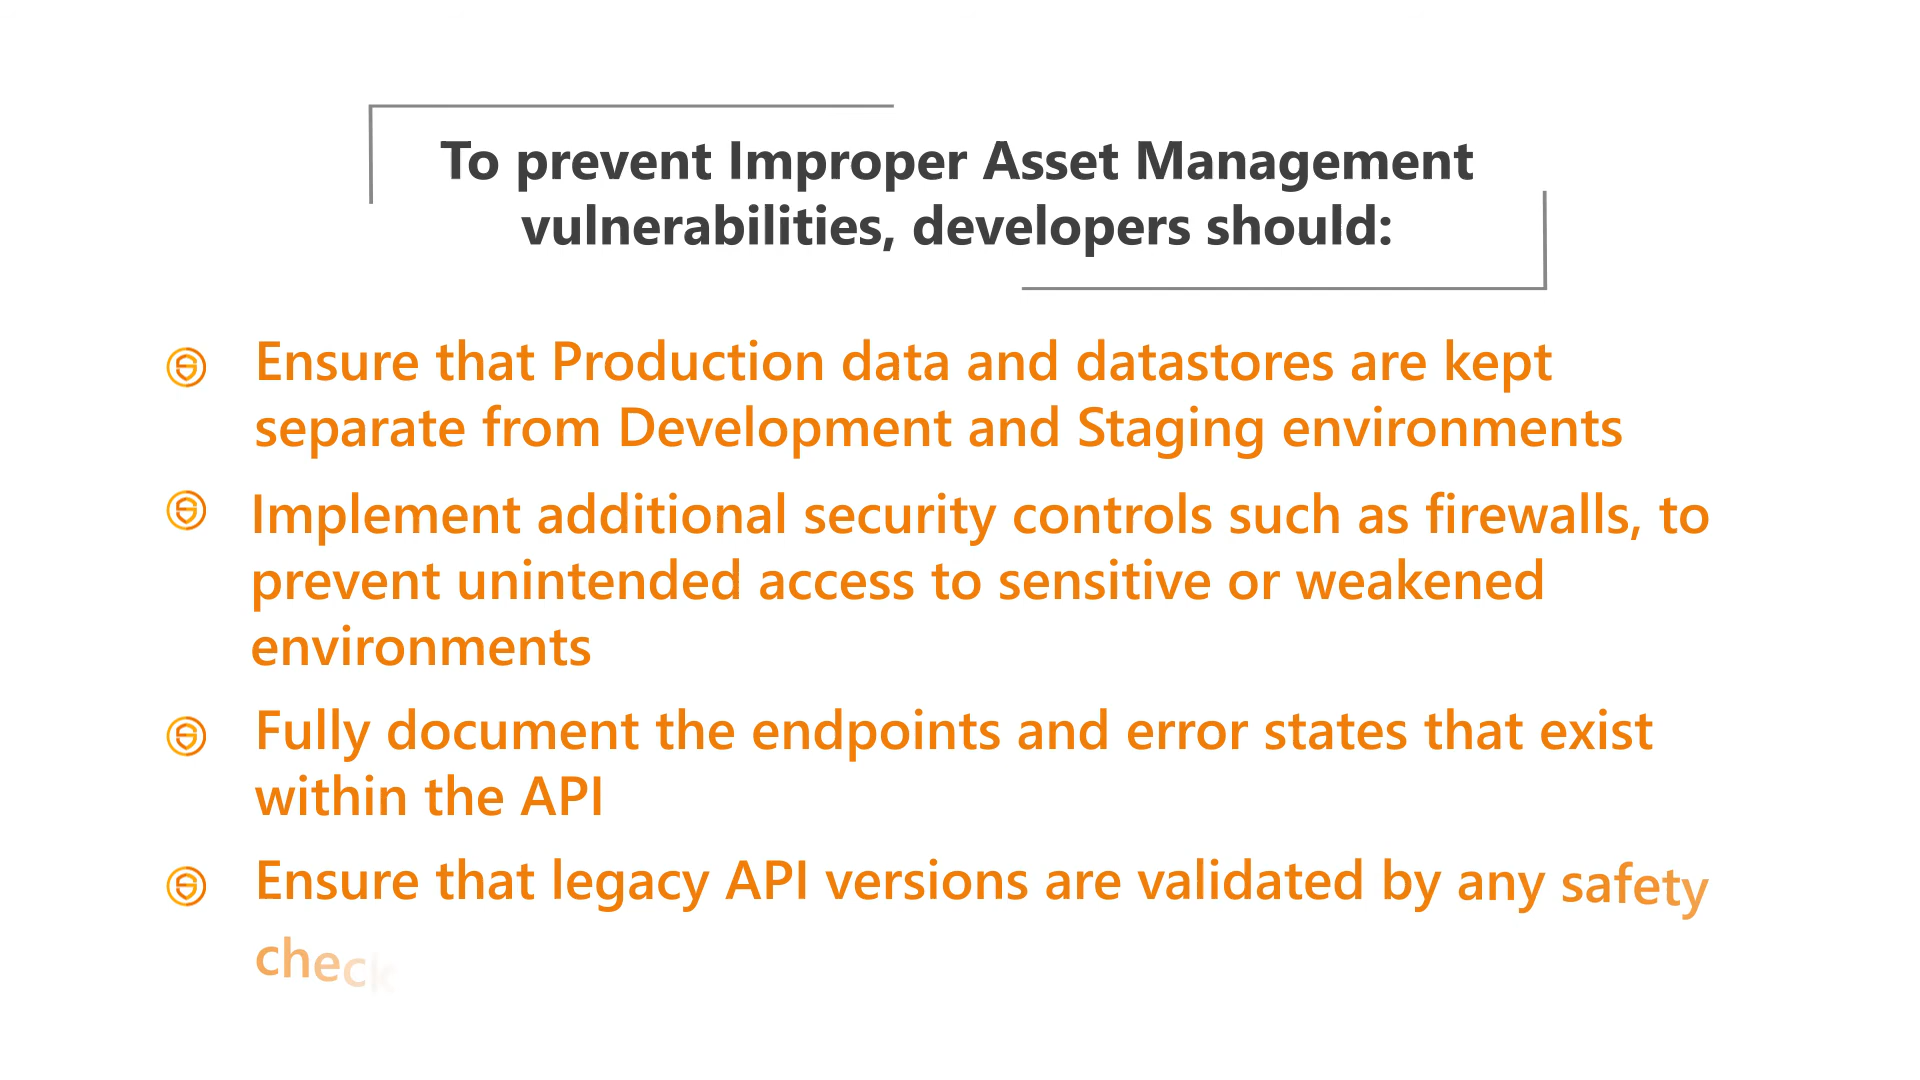 To prevent Improper Asset Management
vulnerabilities, developers should:
Ensure that Production data and datastores are kept
separate from Development and Staging environments
Implement additional security controls such as firewalls, to
prevent unintended access to sensitive or weakened
environments
Fully document the endpoints and error states that exist
within the API
Ensure that legacy API versions are validated by any safety
check